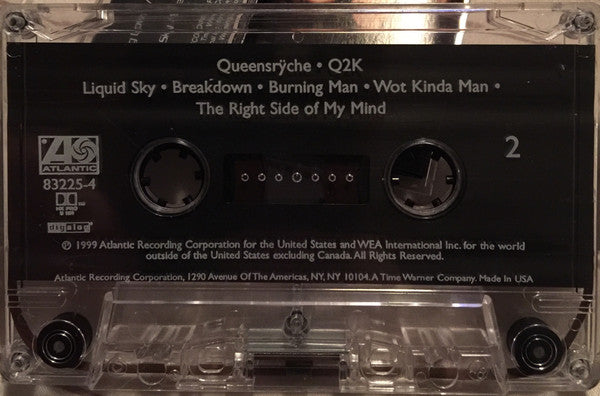 Queensrÿche • Q2K
Liquid Sky • Breakdown • Burning Man • Wot Kinda Man •
The Right Side of My Mind
2
ATLANTIC
83225-4
HX PRO
B NR
digalog
℗ 1999 Atlantic Recording Corporation for the United States and WEA International Inc. for the world
outside of the United States excluding Canada. All Rights Reserved.
Atlantic Recording Corporation, 1290 Avenue Of The Americas, NY, NY 10104. A Time Warner Company. Made In USA